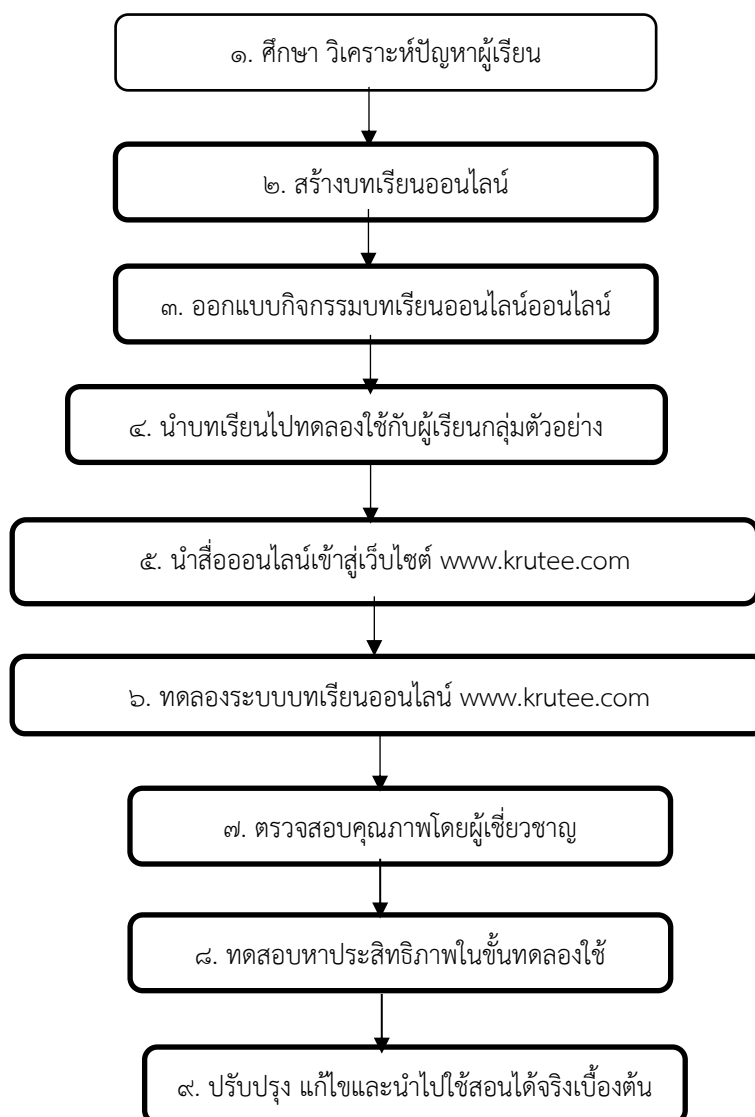 ๑. ศึกษา วิเคราะห์ปัญหาผู้เรียน
๒. สร้างบทเรียนออนไลน์
๓. ออกแบบกิจกรรมบทเรียนออนไลน์ออนไลน์
๔. นำบทเรียนไปทดลองใช้กับผู้เรียนกลุ่มตัวอย่าง
๕. นำสื่อออนไลน์เข้าสู่เว็บไซต์ www.krutee.com
๖. ทดลองระบบบทเรียนออนไลน์ www.krutee.com
๗. ตรวจสอบคุณภาพโดยผู้เชี่ยวชาญ
๘. ทดสอบหาประสิทธิภาพในขั้นทดลองใช้
๙. ปรับปรุง แก้ไขและนำไปใช้สอนได้จริงเบื้องต้น